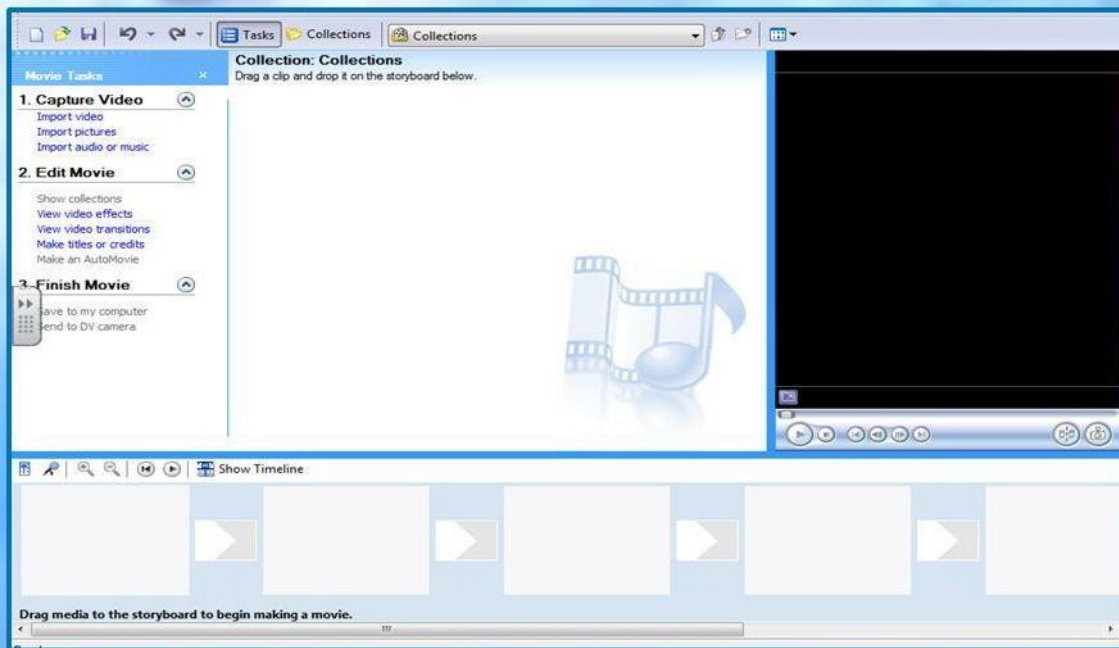 Tasks Collections Collections
Movie Tasks
Collection: Collections
Drag a clip and drop it on the storyboard below.
1. Capture Video
Import video
Import pictures
Import audio or music
2. Edit Movie
Show collections
View video effects
View video transitions
Make titles or credits
Make an AutoMovie
3. Finish Movie
Save to my computer
Send to DV camera
Show Timeline
Drag media to the storyboard to begin making a movie.